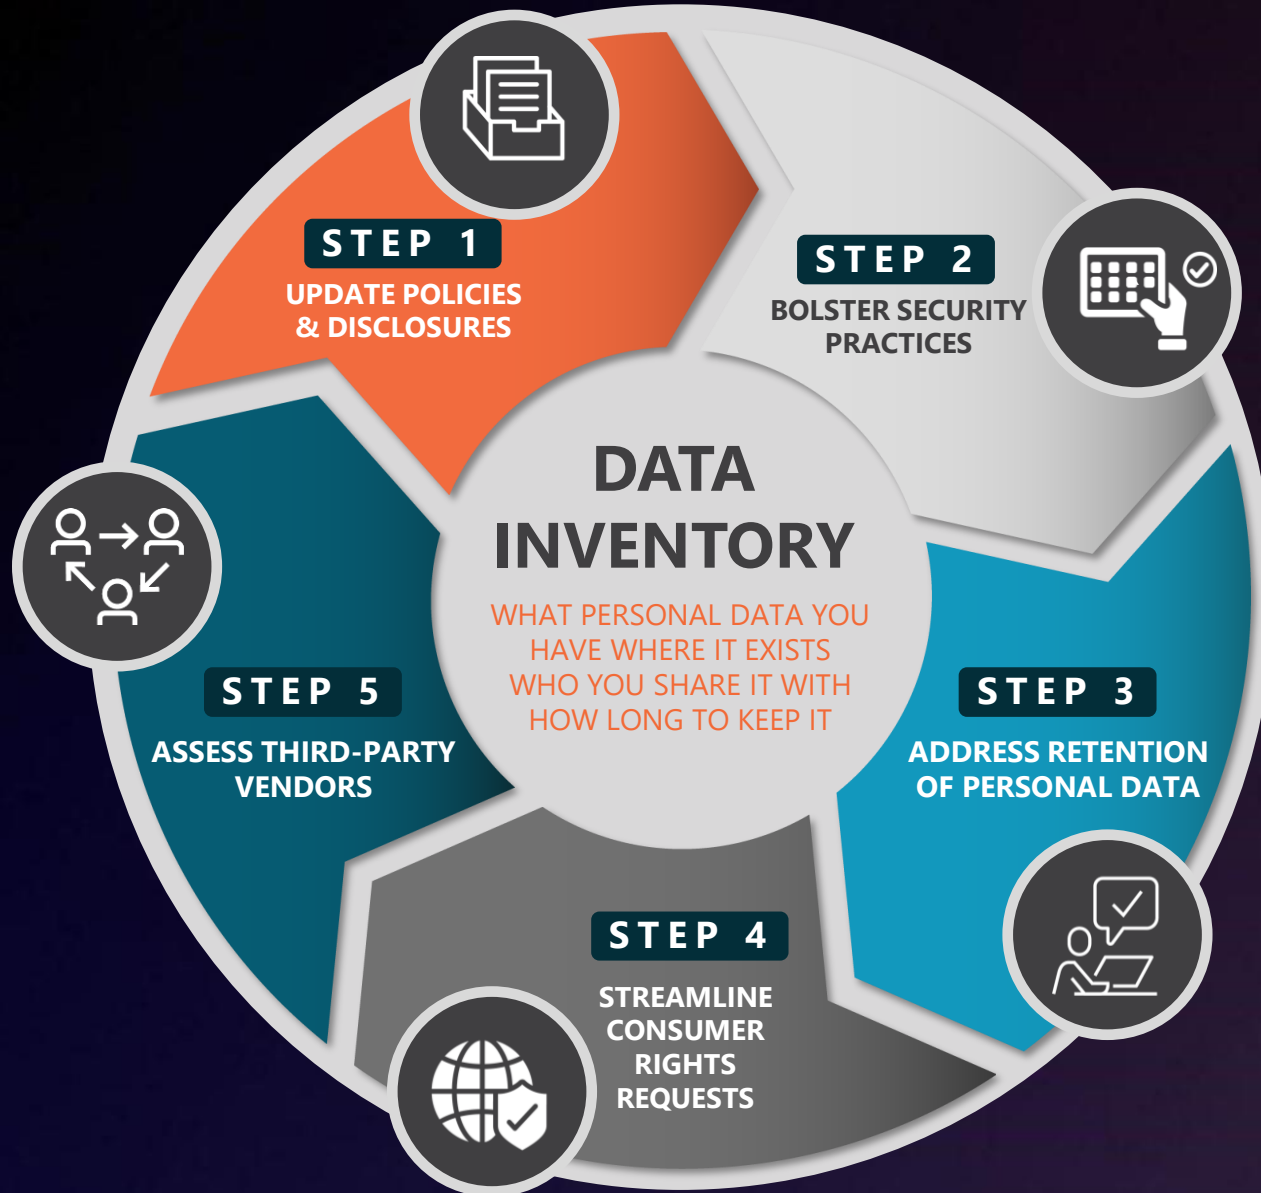 STEP 1
UPDATE POLICIES
& DISCLOSURES
STEP 2
BOLSTER SECURITY
PRACTICES
DATA
INVENTORY
WHAT PERSONAL DATA YOU
HAVE WHERE IT EXISTS
WHO YOU SHARE IT WITH
HOW LONG TO KEEP IT
STEP 3
ADDRESS RETENTION
OF PERSONAL DATA
STEP 4
STREAMLINE
CONSUMER
RIGHTS
REQUESTS
STEP 5
ASSESS THIRD-PARTY
VENDORS